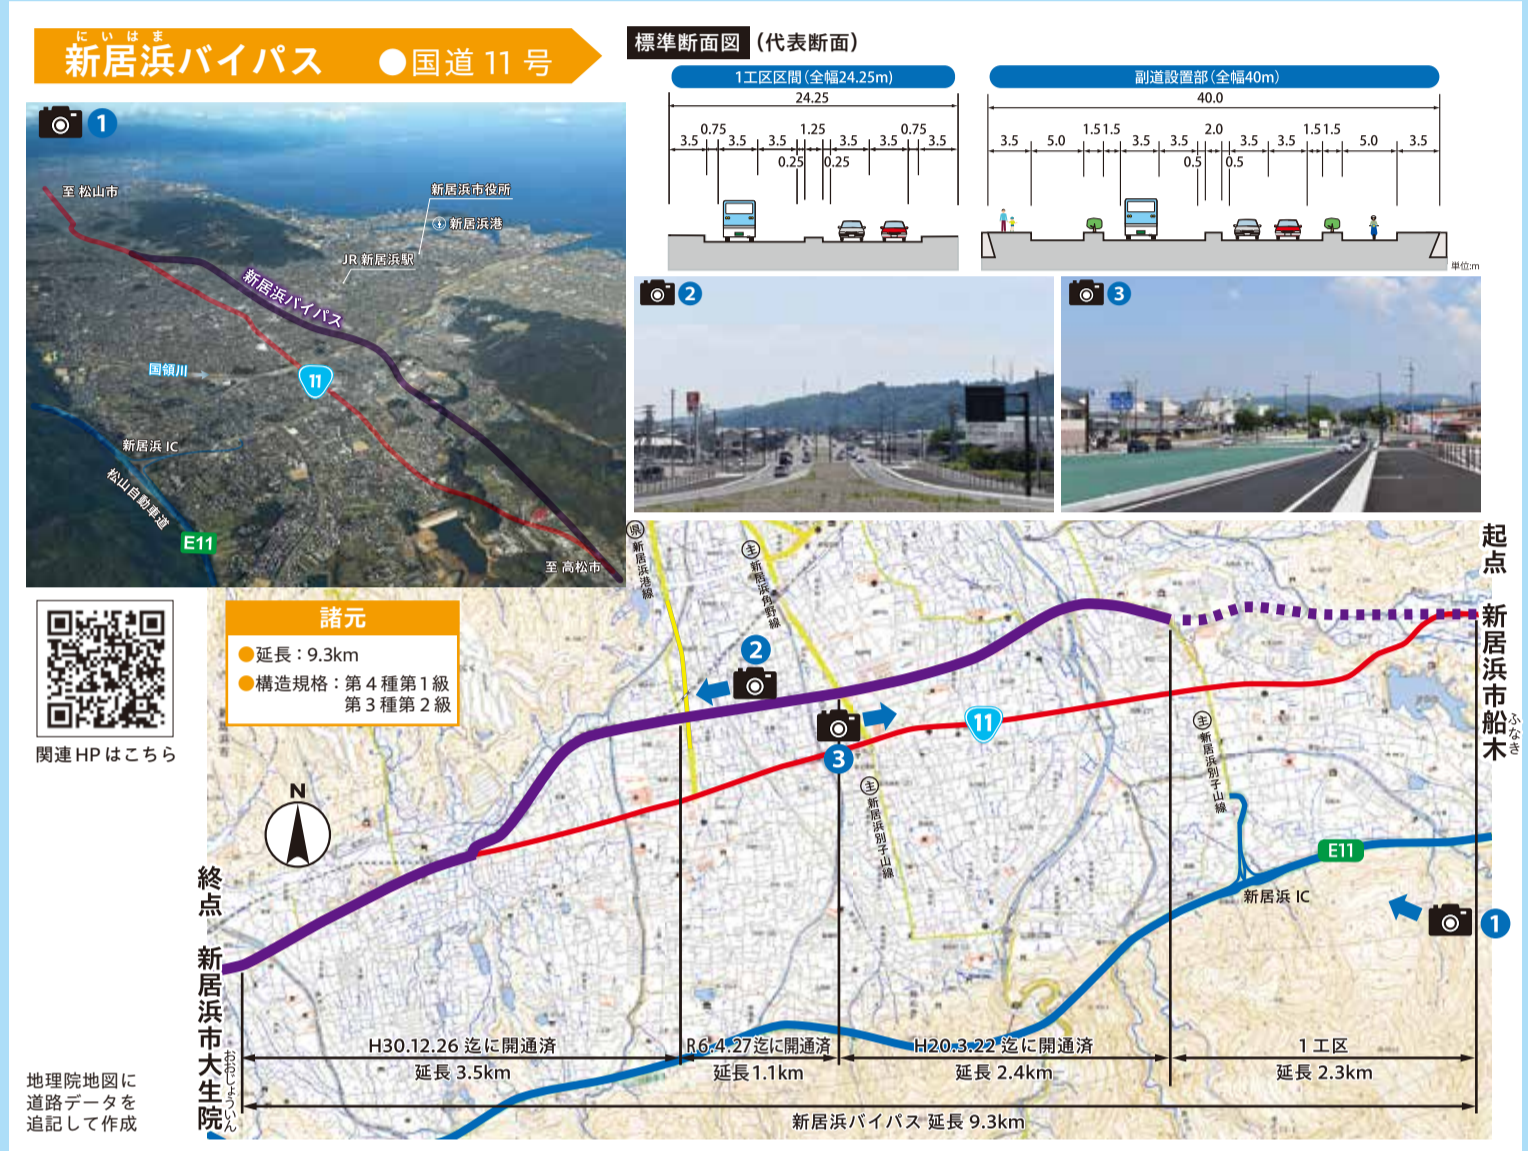 にいはま
新居浜バイパス ●国道11号
標準断面図（代表断面）
1工区区間（全幅24.25m）
24.25
0.75 1.25 0.75
3.5 3.5 3.5 3.5 3.5 3.5
0.25 0.25
副道設置部（全幅40m）
40.0
1.5 1.5 2.0 1.5 1.5
3.5 5.0 3.5 3.5 3.5 3.5 5.0 3.5
0.5 0.5
単位:m
1
至 松山市
新居浜市役所
新居浜港
JR 新居浜駅
新居浜バイパス
国領川
11
新居浜 IC
松山自動車道
E11
至 高松市
2
3
関連HPはこちら
諸元
●延長：9.3km
●構造規格：第4種第1級
第3種第2級
N
県 新居浜港線
主 新居浜角野線
2
3
11
主 新居浜別子山線
主 新居浜別子山線
E11
新居浜 IC
1
起点 新居浜市船木
ふなき
終点 新居浜市大生院
おおじょういん
H30.12.26 迄に開通済
延長 3.5km
R6.4.27迄に開通済
延長1.1km
H20.3.22 迄に開通済
延長 2.4km
1工区
延長 2.3km
新居浜バイパス 延長 9.3km
地理院地図に
道路データを
追記して作成